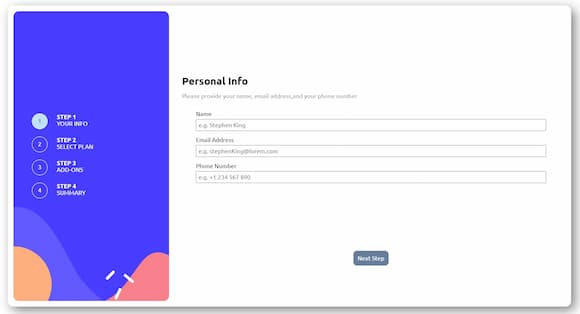 1
STEP 1
YOUR INFO
2
STEP 2
SELECT PLAN
3
STEP 3
ADD-ONS
4
STEP 4
SUMMARY
Personal Info
Please provide your name, email address,and your phone number
Name
e.g. Stephen King
Email Address
e.g. stephenKing@lorem.com
Phone Number
e.g. +1 234 567 890
Next Step